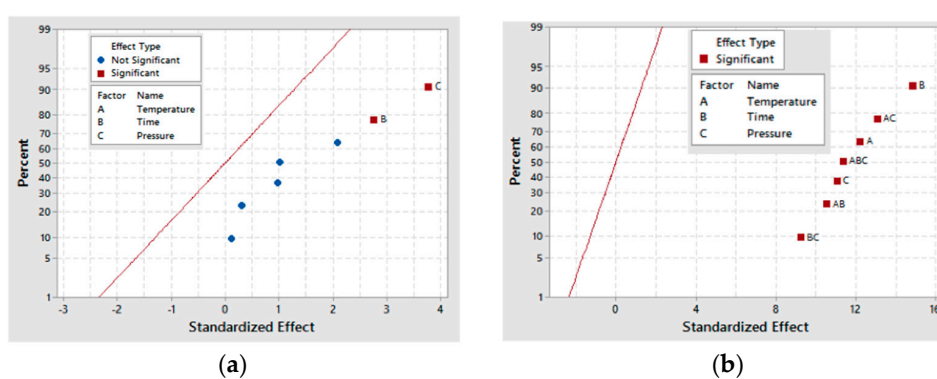 99
95
90
80
70
60
50
40
30
20
10
5
1
Percent
Effect Type
Not Significant
Significant
Factor Name
A Temperature
B Time
C Pressure
C
B
-3 -2 -1 0 1 2 3 4
Standardized Effect
(a)
99
95
90
80
70
60
50
40
30
20
10
5
1
Percent
Effect Type
Significant
Factor Name
A Temperature
B Time
C Pressure
B
AC
A
ABC
C
AB
BC
0 4 8 12 16
Standardized Effect
(b)